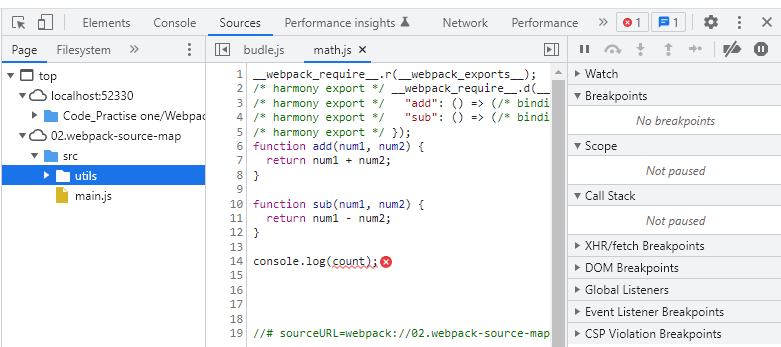 Elements Console Sources Performance insights Network Performance » 1 1
Page Filesystem » budle.js math.js ×
top
localhost:52330
Code_Practise one/Webpa
02.webpack-source-map
src
utils
main.js
1 __webpack_require__.r(__webpack_exports__);
2 /* harmony export */ __webpack_require__.d(__
3 /* harmony export */   "add": () => (/* bindi
4 /* harmony export */   "sub": () => (/* bindi
5 /* harmony export */ });
6 function add(num1, num2) {
7   return num1 + num2;
8 }
9
10 function sub(num1, num2) {
11   return num1 - num2;
12 }
13
14 console.log(count);
15
16
17
18
19 //# sourceURL=webpack://02.webpack-source-map
Watch
Breakpoints
No breakpoints
Scope
Not paused
Call Stack
Not paused
XHR/fetch Breakpoints
DOM Breakpoints
Global Listeners
Event Listener Breakpoints
CSP Violation Breakpoints